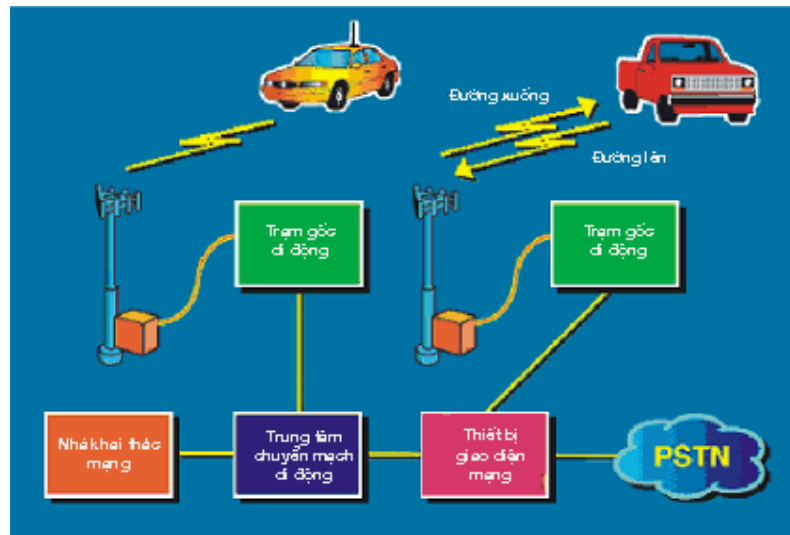 Đường xuống
Đường lên
Trạm gốc
di động
Trạm gốc
di động
Nhà khai thác
mạng
Trung tâm
chuyển mạch
di động
Thiết bị
giao diện
mạng
PSTN